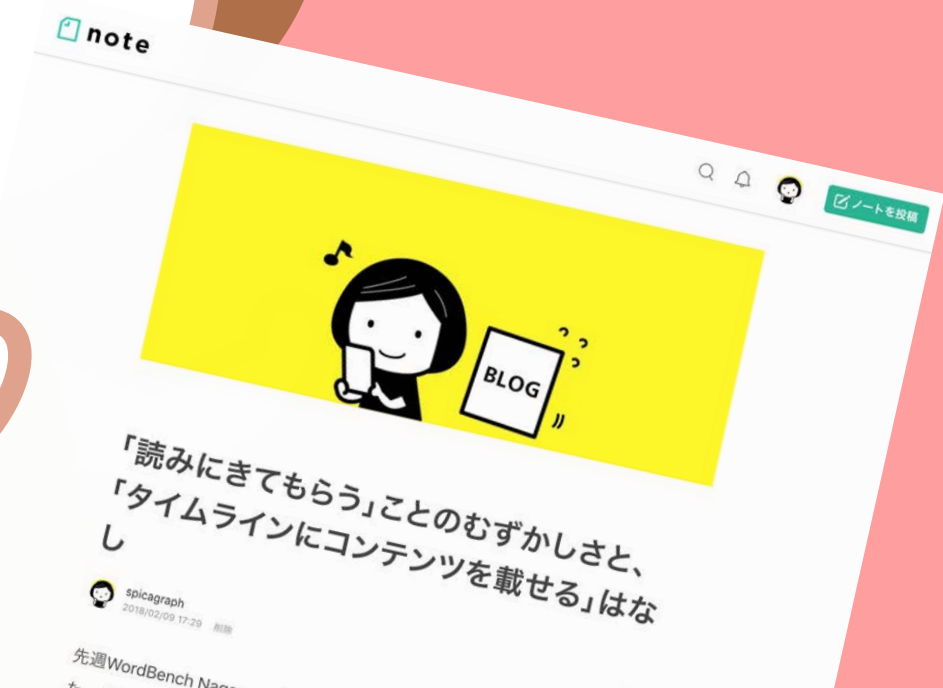 note
ノートを投稿
BLOG
「読みにきてもらう」ことのむずかしさと、
「タイムラインにコンテンツを載せる」はな
し
spicagraph
2018/02/09 17:29 削除
先週WordBench Nago